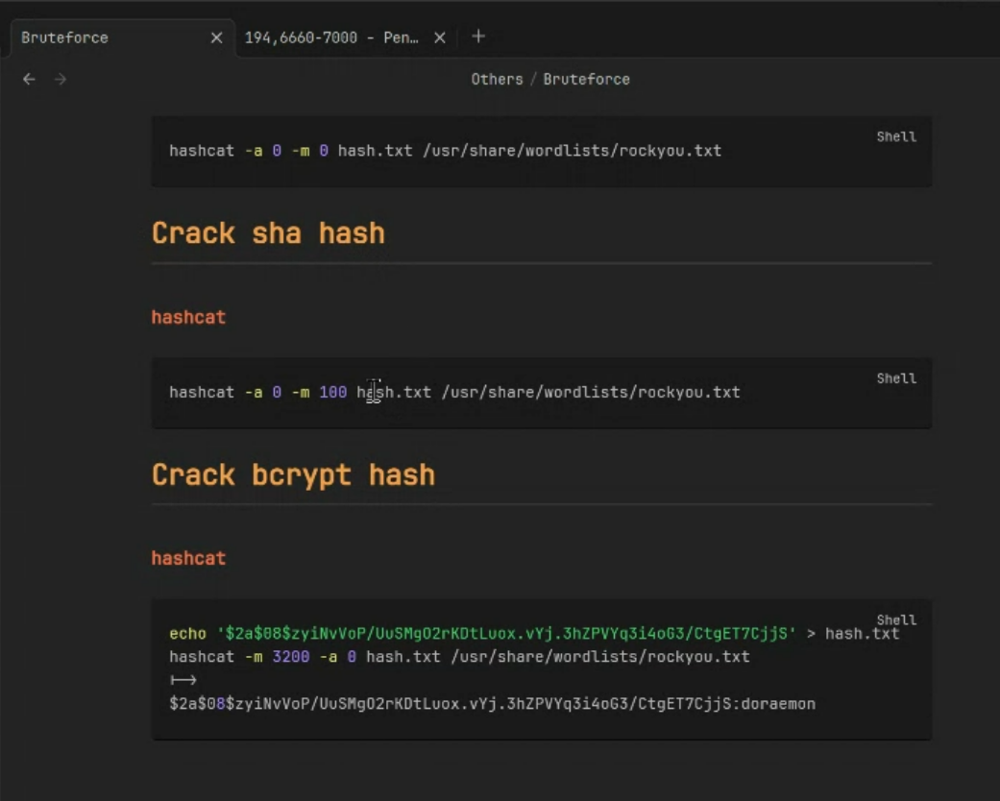 Bruteforce
194,6660-7000 - Pen…
Others / Bruteforce
Shell
hashcat -a 0 -m 0 hash.txt /usr/share/wordlists/rockyou.txt
Crack sha hash
hashcat
Shell
hashcat -a 0 -m 100 hash.txt /usr/share/wordlists/rockyou.txt
Crack bcrypt hash
hashcat
Shell
echo '$2a$08$zyiNvVoP/UuSMgO2rKDtLuox.vYj.3hZPVYq3i4oG3/CtgET7CjjS' > hash.txt
hashcat -m 3200 -a 0 hash.txt /usr/share/wordlists/rockyou.txt
|-->
$2a$08$zyiNvVoP/UuSMgO2rKDtLuox.vYj.3hZPVYq3i4oG3/CtgET7CjjS:doraemon